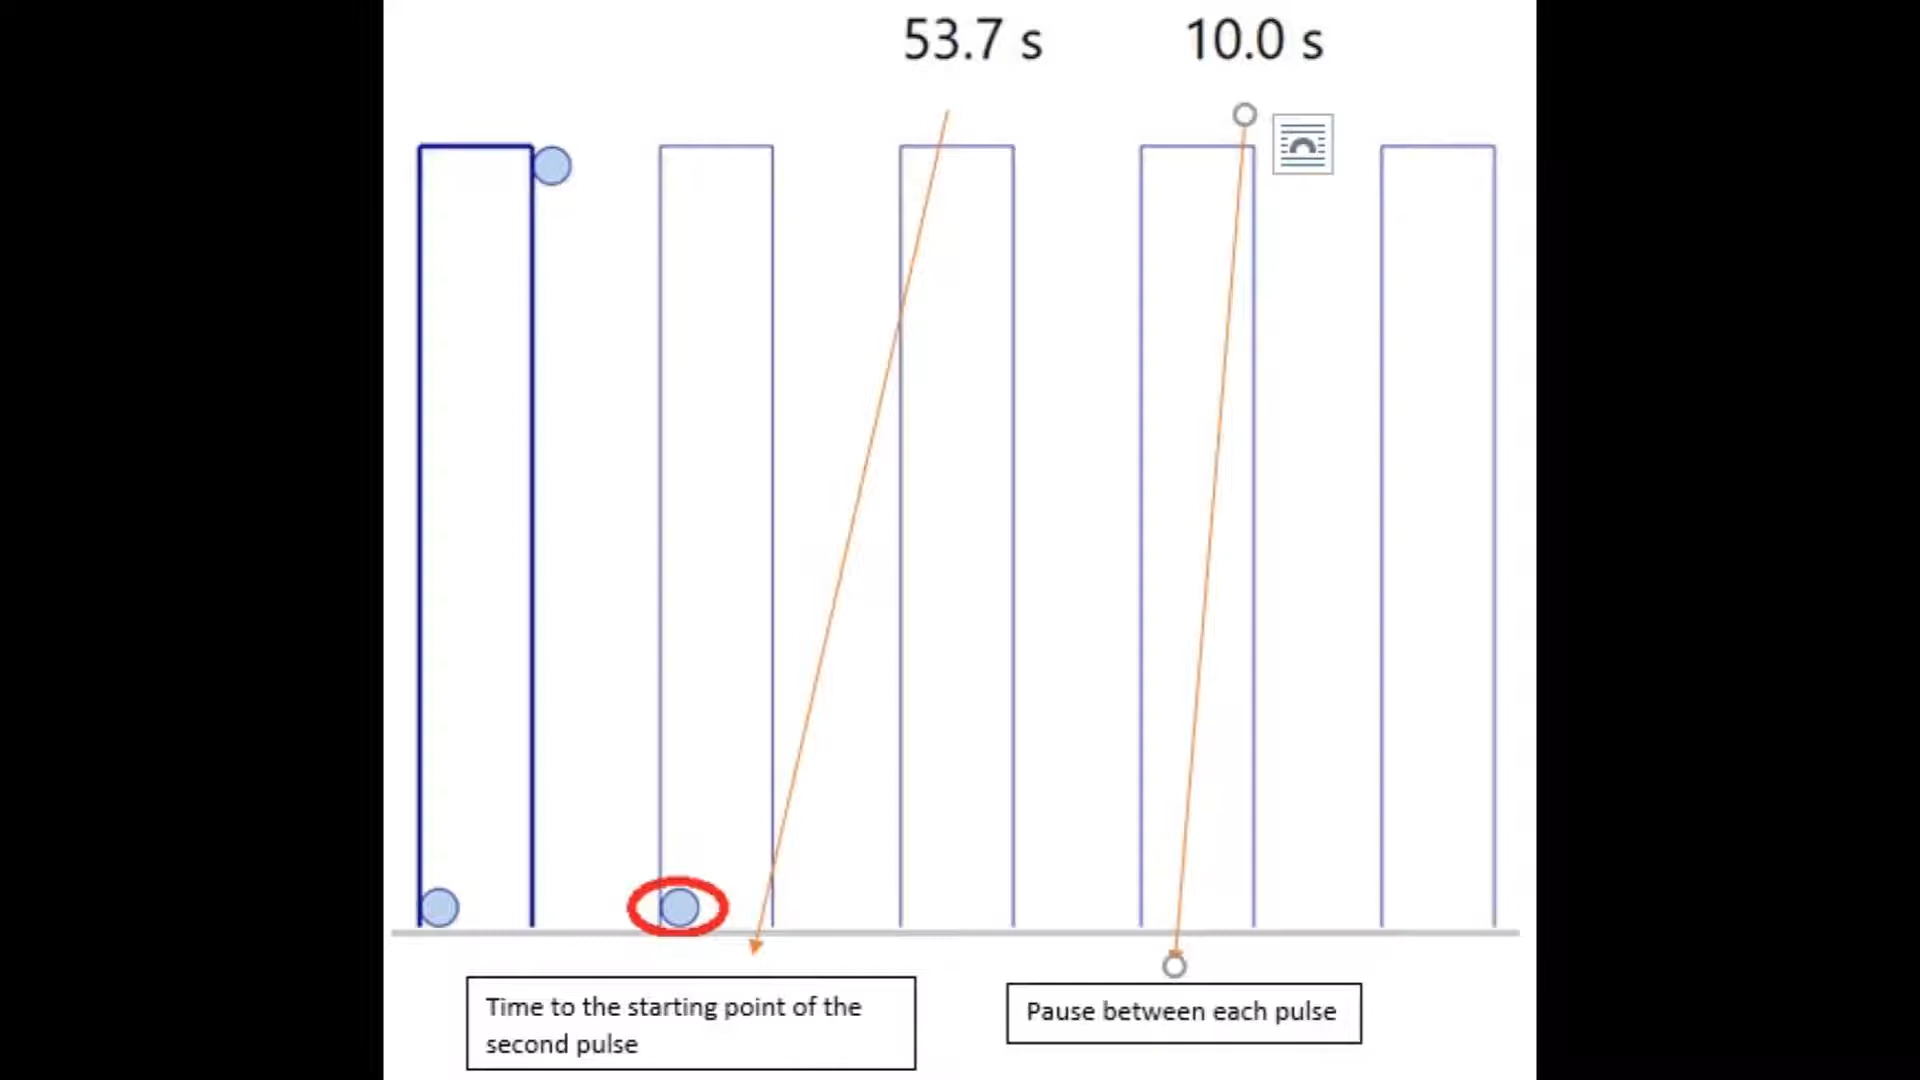 53.7 s 10.0 s
Time to the starting point of the
second pulse
Pause between each pulse